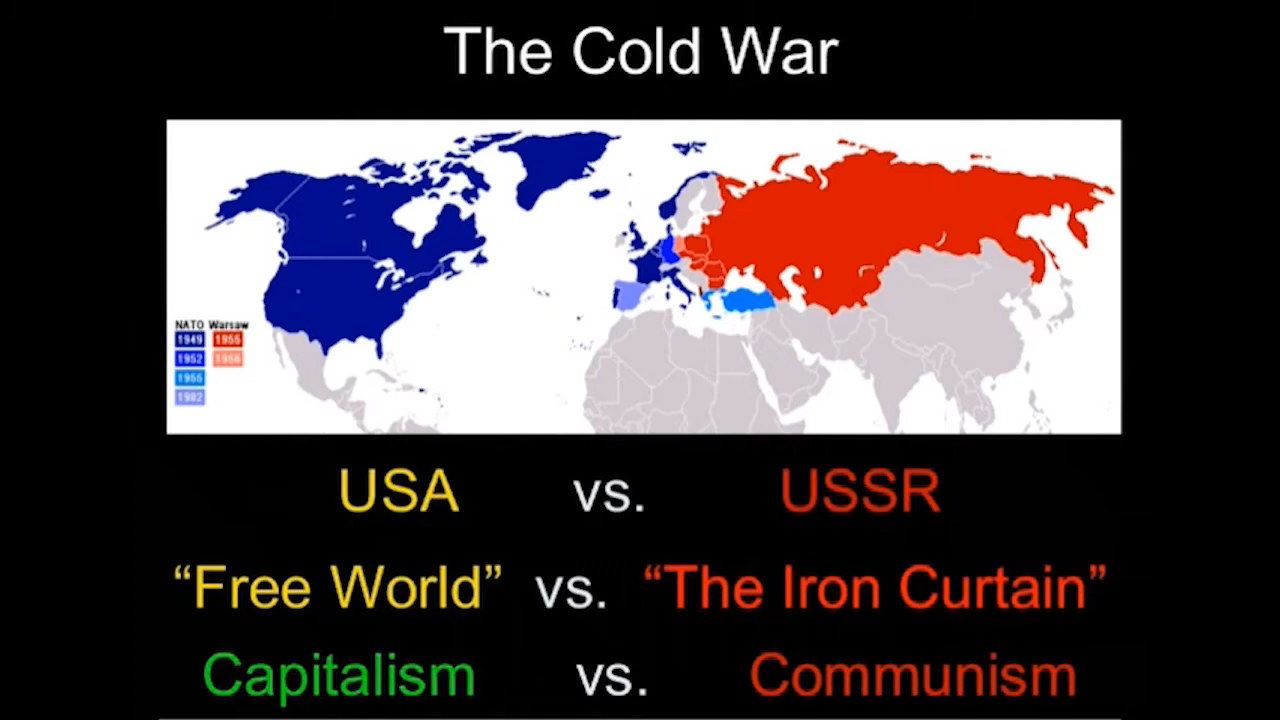 The Cold War
NATO Warsaw
1949 1955
1952 1956
1955
1982
USA vs. USSR
“Free World” vs. “The Iron Curtain”
Capitalism vs. Communism